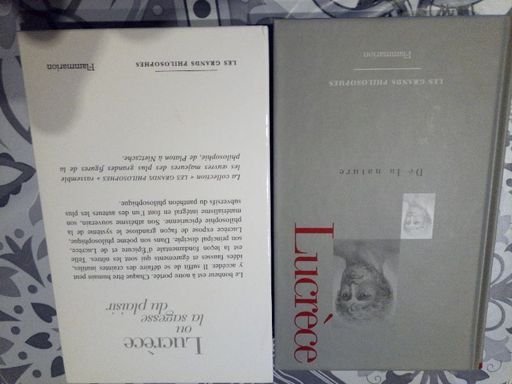 Lucrèce
ou
la sagesse
du plaisir
Le bonheur est à notre portée. Chaque être humain peut
y accéder. Il suffit de se défaire des craintes, inanités,
idées fausses et égarements qui sont les nôtres. Telle
est la leçon fondamentale d'Epicure et de Lucrèce,
son principal disciple. Dans son poème philosophique,
Lucrèce expose de façon grandiose le système de la
philosophie épicurienne. Son athéisme souverain, son
matérialisme intégral en font l'un des auteurs les plus
subversifs du panthéon philosophique.
La collection « LES GRANDS PHILOSOPHES » rassemble
les œuvres majeures des plus grandes figures de la
philosophie, de Platon à Nietzsche.
LES GRANDS PHILOSOPHES
Flammarion
Lucrèce
De la nature
LES GRANDS PHILOSOPHES
Flammarion